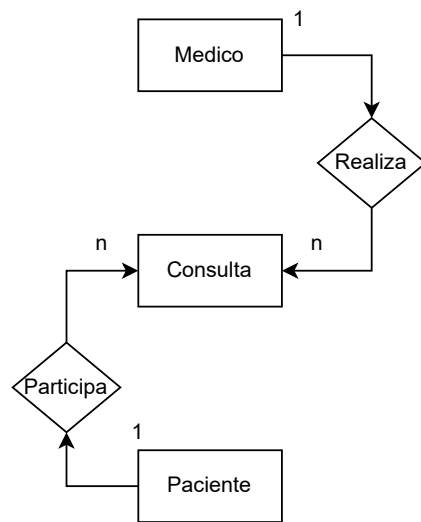 1
Medico
Realiza
n
n
Consulta
Participa
1
Paciente